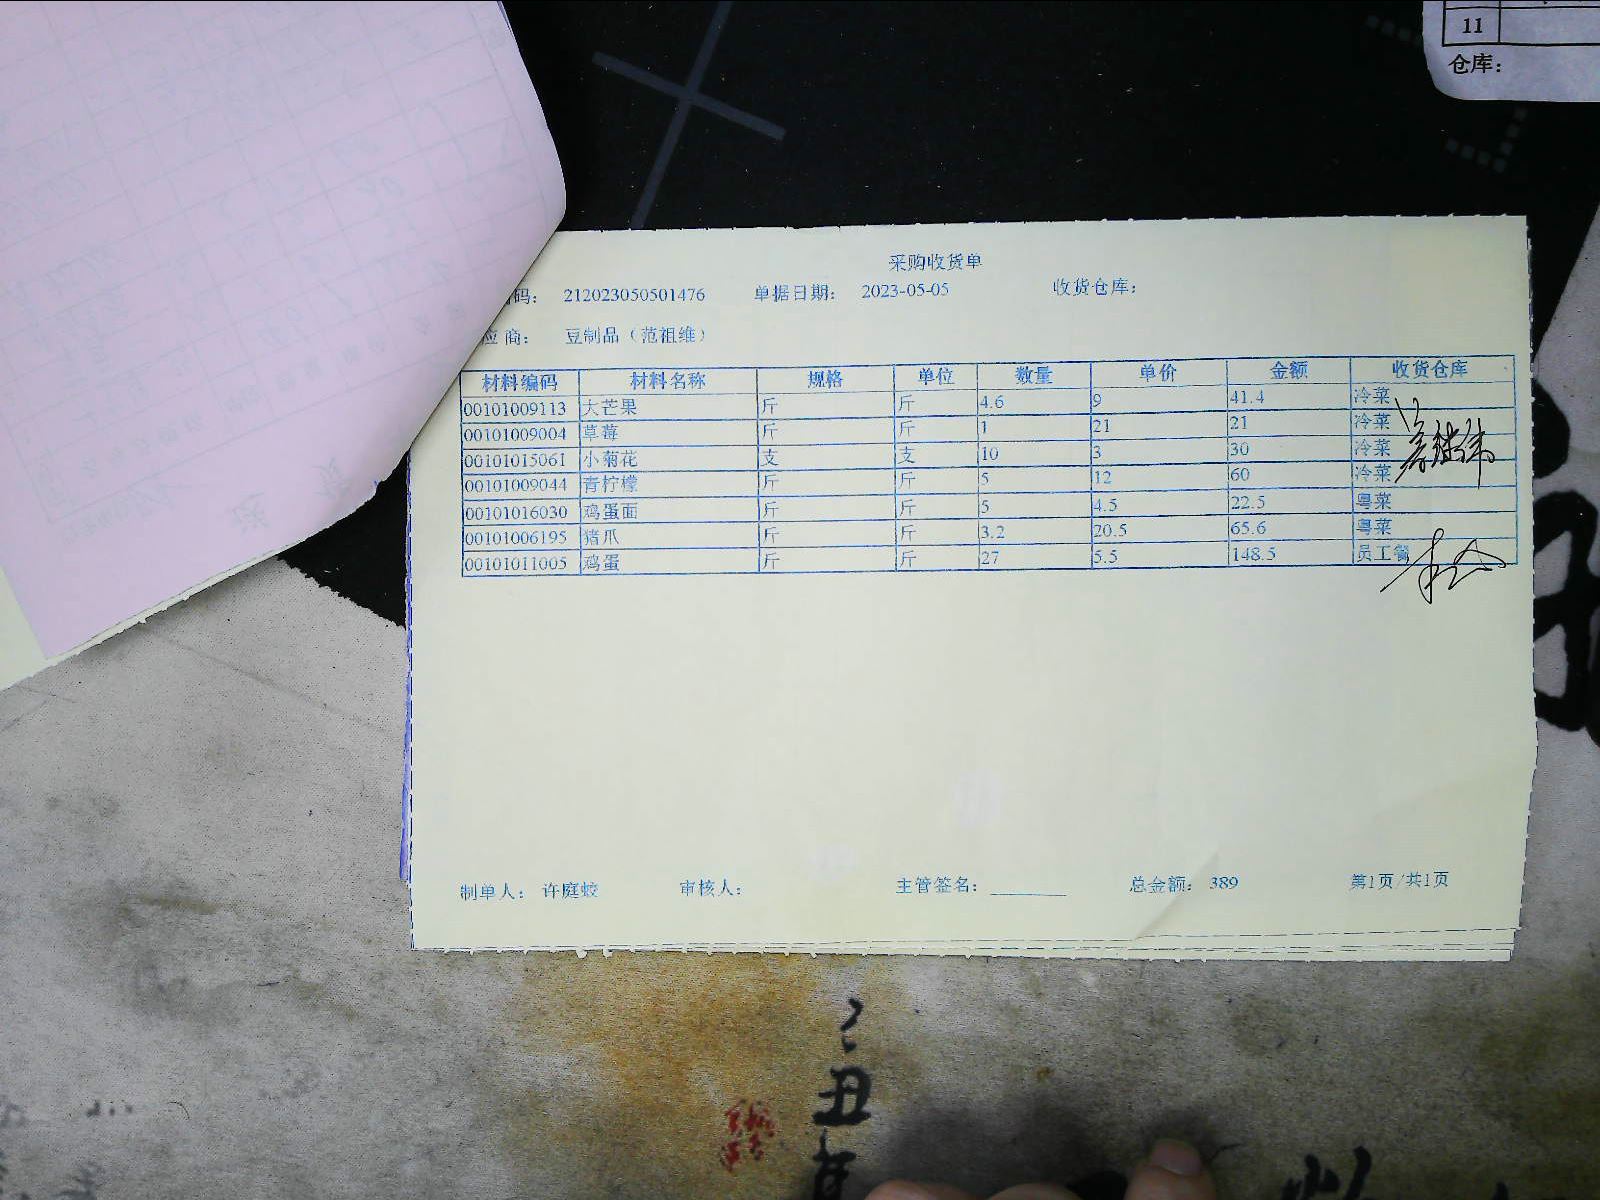 11
仓库：
采购收货单
码： 212023050501476 单据日期： 2023-05-05 收货仓库：
应商： 豆制品（范祖维）
材料编码 材料名称 规格 单位 数量 单价 金额 收货仓库
00101009113 大芒果 斤 斤 4.6 9 41.4 冷菜
00101009004 草莓 斤 斤 1 21 21 冷菜
00101015061 小菊花 支 支 10 3 30 冷菜
00101009044 青柠檬 斤 斤 5 12 60 冷菜
00101016030 鸡蛋面 斤 斤 5 4.5 22.5 粤菜
00101006195 猪爪 斤 斤 3.2 20.5 65.6 粤菜
00101011005 鸡蛋 斤 斤 27 5.5 148.5 员工餐
制单人： 许庭蛟 审核人： 主管签名： 总金额： 389 第1页/共1页
丑